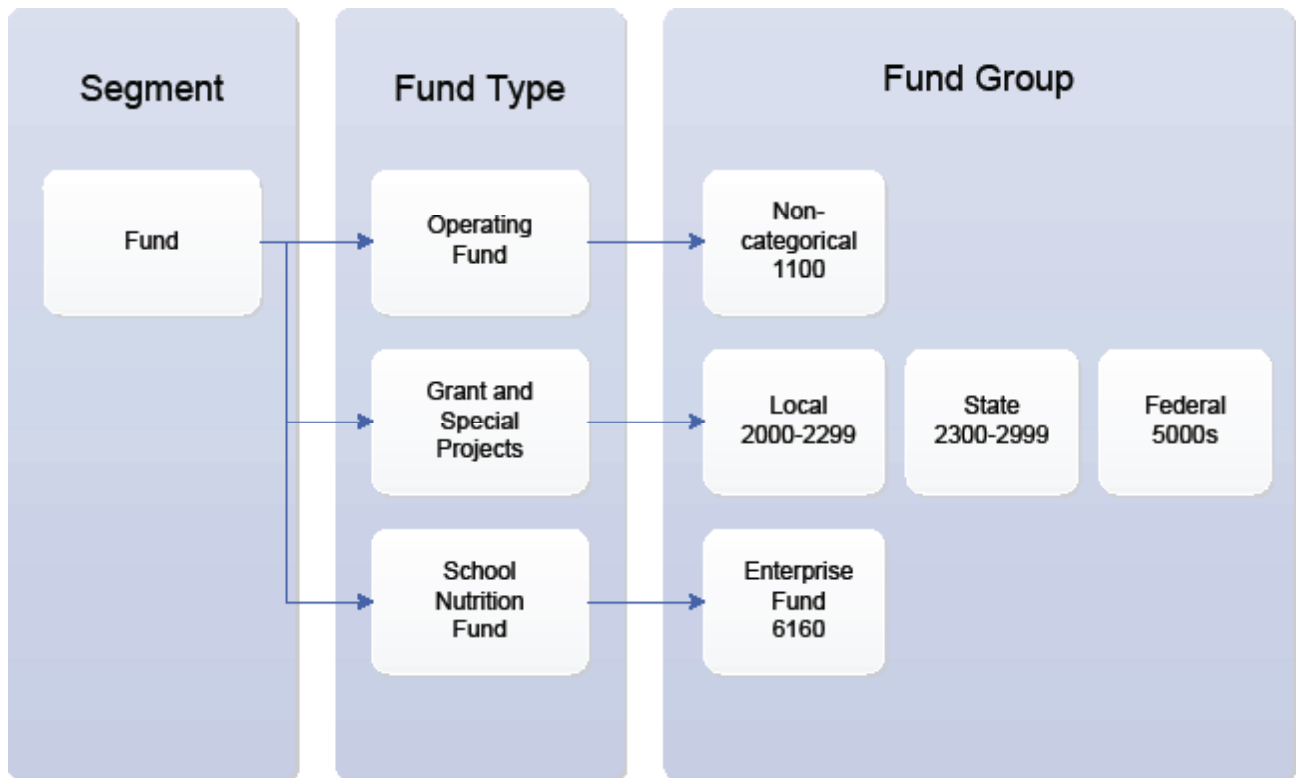 Segment
Fund Type
Fund Group
Fund
Operating
Fund
Non-
categorical
1100
Grant and
Special
Projects
Local
2000-2299
State
2300-2999
Federal
5000s
School
Nutrition
Fund
Enterprise
Fund
6160